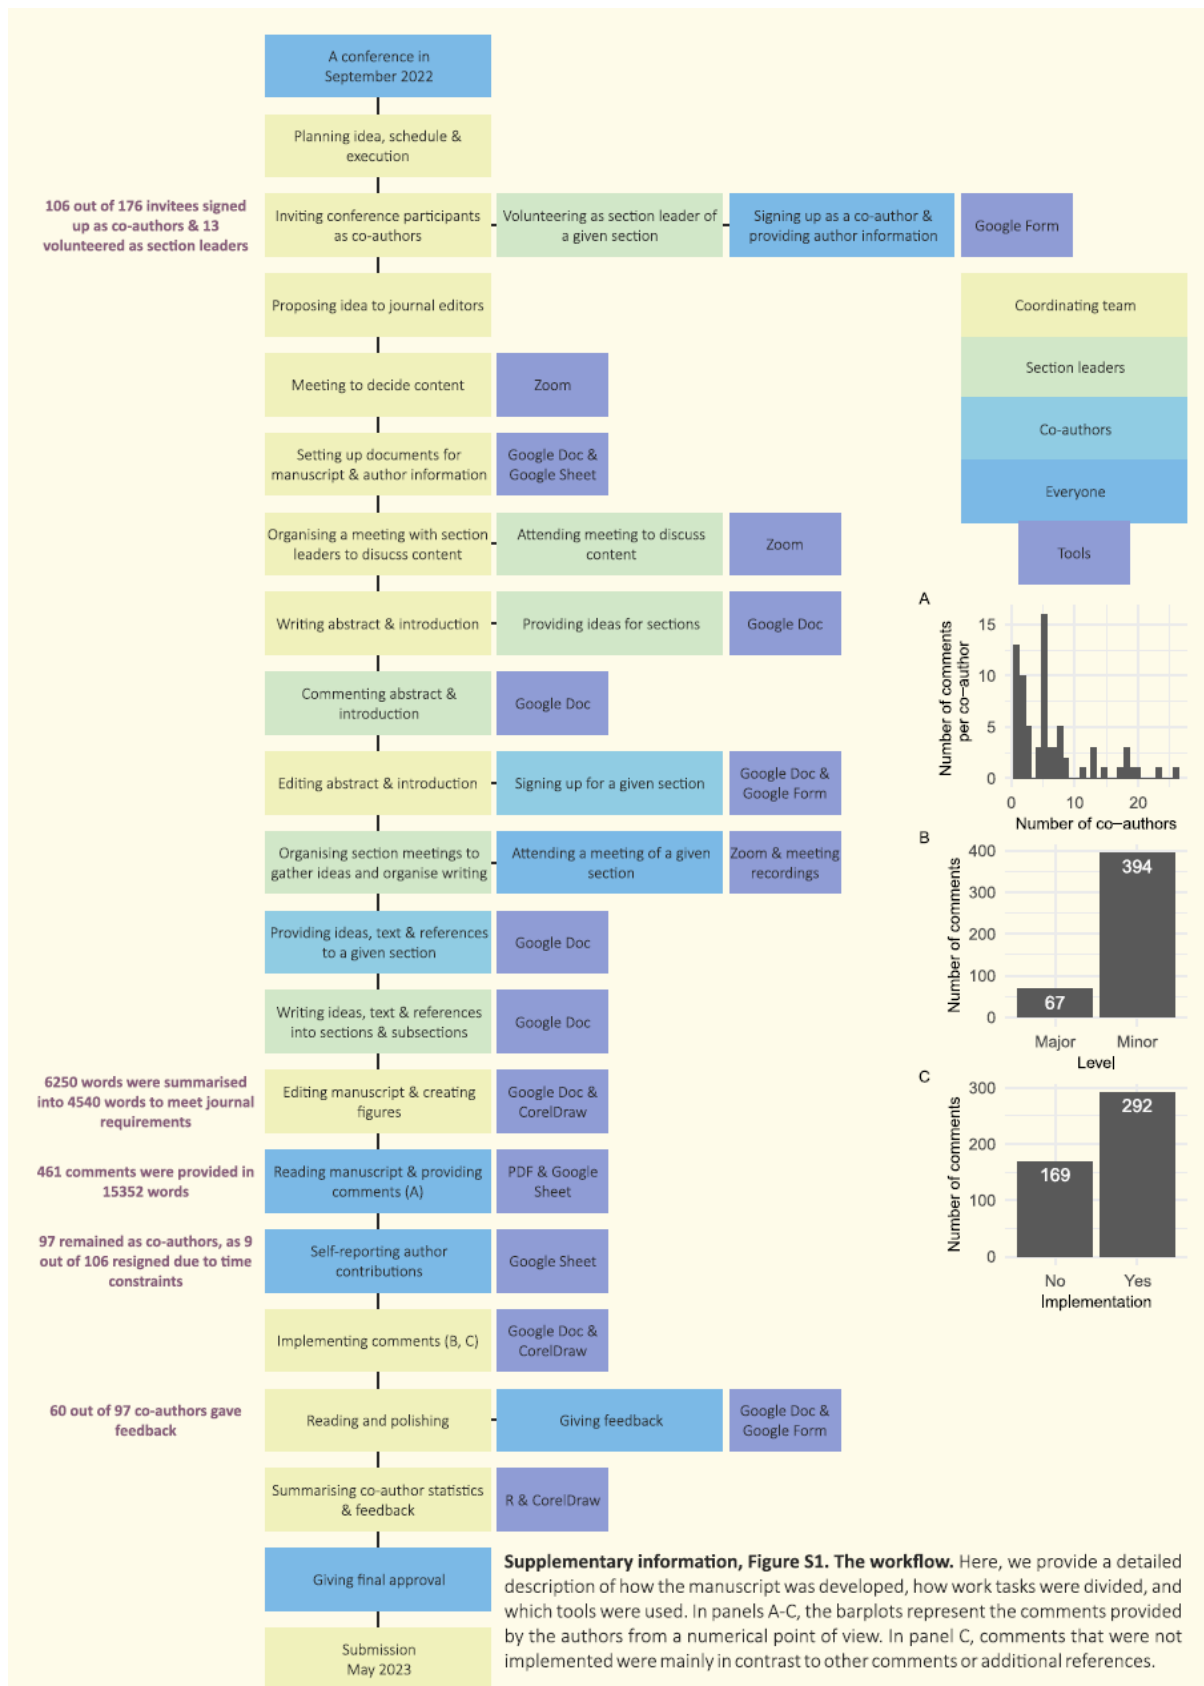 A conference in
September 2022
Planning idea, schedule &
execution
106 out of 176 invitees signed
up as co-authors & 13
volunteered as section leaders
Inviting conference participants
as co-authors
Volunteering as section leader of
a given section
Signing up as a co-author &
providing author information
Google Form
Proposing idea to journal editors
Coordinating team
Section leaders
Co-authors
Everyone
Tools
Meeting to decide content
Zoom
Setting up documents for
manuscript & author information
Google Doc &
Google Sheet
Organising a meeting with section
leaders to disucss content
Attending meeting to discuss
content
Zoom
Writing abstract & introduction
Providing ideas for sections
Google Doc
Commenting abstract &
introduction
Google Doc
Editing abstract & introduction
Signing up for a given section
Google Doc &
Google Form
Organising section meetings to
gather ideas and organise writing
Attending a meeting of a given
section
Zoom & meeting
recordings
Providing ideas, text & references
to a given section
Google Doc
Writing ideas, text & references
into sections & subsections
Google Doc
6250 words were summarised
into 4540 words to meet journal
requirements
Editing manuscript & creating
figures
Google Doc &
CorelDraw
461 comments were provided in
15352 words
Reading manuscript & providing
comments (A)
PDF & Google
Sheet
97 remained as co-authors, as 9
out of 106 resigned due to time
constraints
Self-reporting author
contributions
Google Sheet
Implementing comments (B, C)
Google Doc &
CorelDraw
60 out of 97 co-authors gave
feedback
Reading and polishing
Giving feedback
Google Doc &
Google Form
Summarising co-author statistics
& feedback
R & CorelDraw
Giving final approval
Submission
May 2023
A
Number of comments
per co-author
15
10
5
0
0 10 20
Number of co-authors
B
Number of comments
400
300
200
100
0
67
394
Major Minor
Level
C
Number of comments
300
200
100
0
169
292
No Yes
Implementation
Supplementary information, Figure S1. The workflow. Here, we provide a detailed
description of how the manuscript was developed, how work tasks were divided, and
which tools were used. In panels A-C, the barplots represent the comments provided
by the authors from a numerical point of view. In panel C, comments that were not
implemented were mainly in contrast to other comments or additional references.